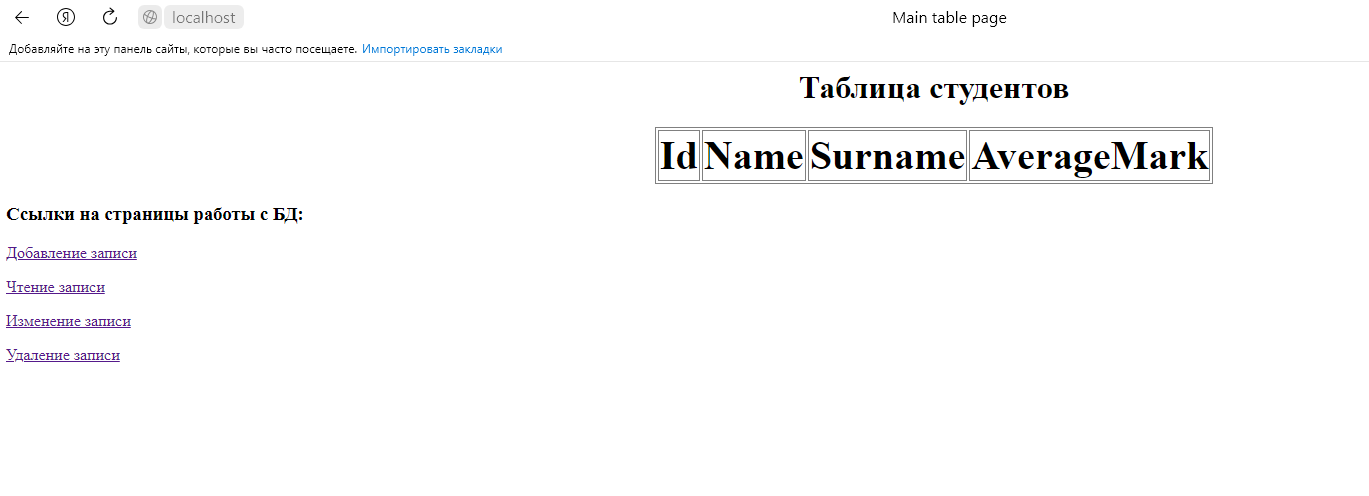 Я localhost Main table page
Добавляйте на эту панель сайты, которые вы часто посещаете. Импортировать закладки
Таблица студентов
Id Name Surname AverageMark
Ссылки на страницы работы с БД:
Добавление записи
Чтение записи
Изменение записи
Удаление записи